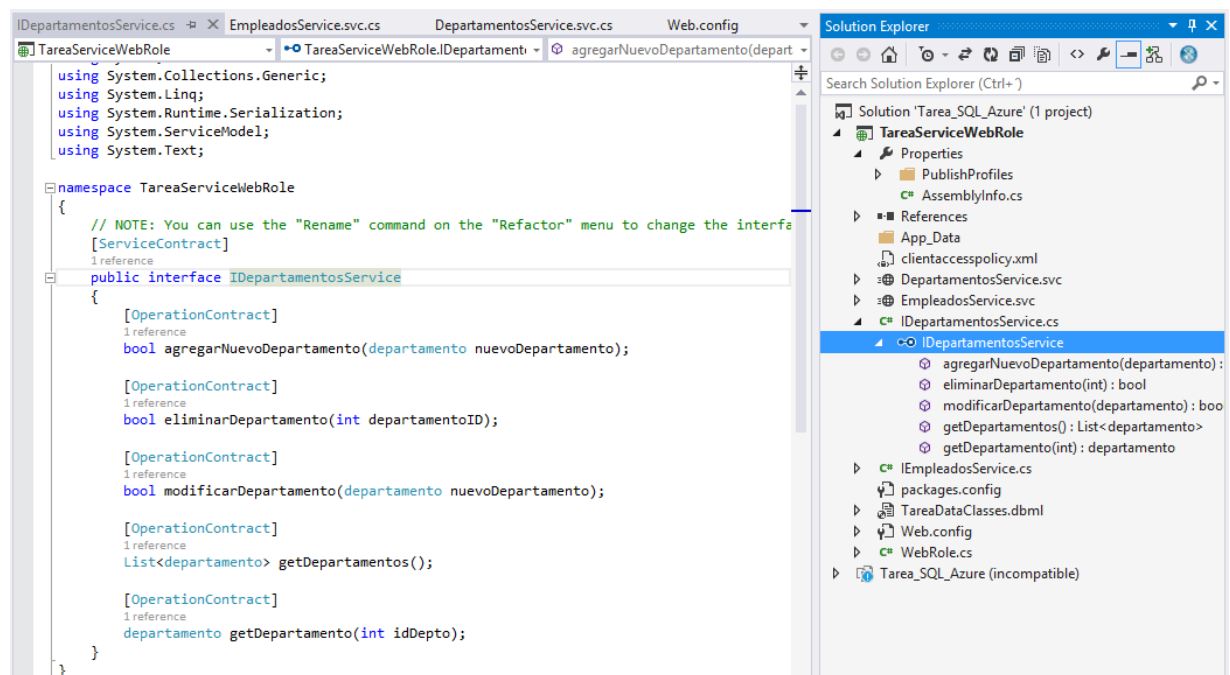 IDepartamentosService.cs EmpleadosService.svc.cs DepartamentosService.svc.cs Web.config
TareaServiceWebRole TareaServiceWebRole.IDepartament agregarNuevoDepartamento(depart
using System.Collections.Generic;
using System.Linq;
using System.Runtime.Serialization;
using System.ServiceModel;
using System.Text;
namespace TareaServiceWebRole
{
// NOTE: You can use the "Rename" command on the "Refactor" menu to change the interfa
[ServiceContract]
1 reference
public interface IDepartamentosService
{
[OperationContract]
1 reference
bool agregarNuevoDepartamento(departamento nuevoDepartamento);
[OperationContract]
1 reference
bool eliminarDepartamento(int departamentoID);
[OperationContract]
1 reference
bool modificarDepartamento(departamento nuevoDepartamento);
[OperationContract]
1 reference
List<departamento> getDepartamentos();
[OperationContract]
1 reference
departamento getDepartamento(int idDepto);
}
}
Solution Explorer
Search Solution Explorer (Ctrl+´)
Solution 'Tarea_SQL_Azure' (1 project)
TareaServiceWebRole
Properties
PublishProfiles
C# AssemblyInfo.cs
References
App_Data
clientaccesspolicy.xml
DepartamentosService.svc
EmpleadosService.svc
C# IDepartamentosService.cs
IDepartamentosService
agregarNuevoDepartamento(departamento) :
eliminarDepartamento(int) : bool
modificarDepartamento(departamento) : boo
getDepartamentos() : List<departamento>
getDepartamento(int) : departamento
C# IEmpleadosService.cs
packages.config
TareaDataClasses.dbml
Web.config
C# WebRole.cs
Tarea_SQL_Azure (incompatible)